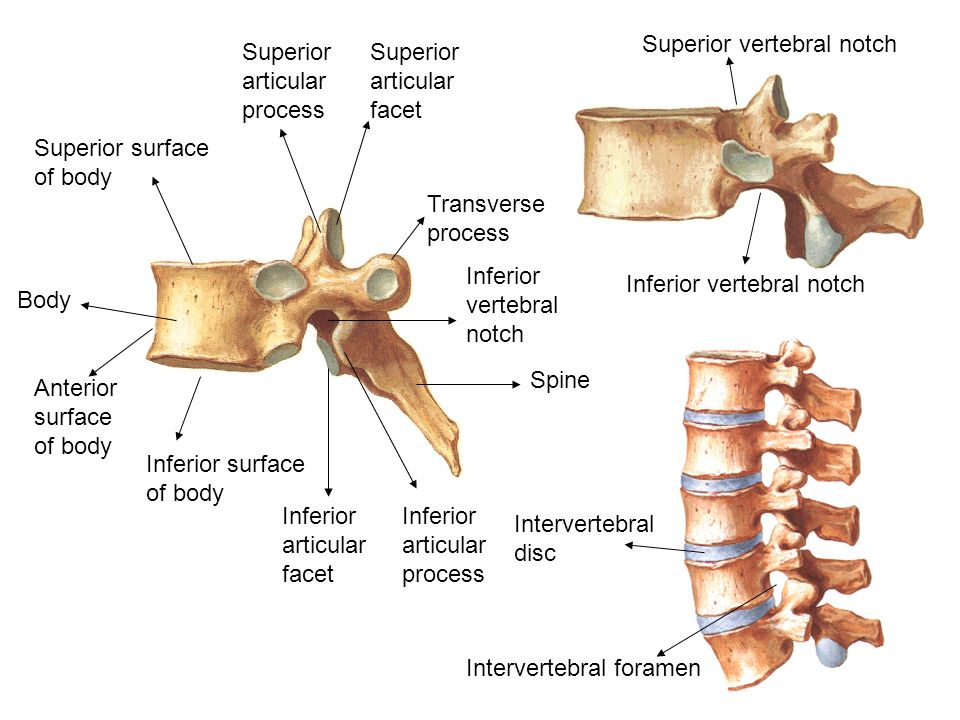 Superior
articular
process
Superior
articular
facet
Superior vertebral notch
Superior surface
of body
Transverse
process
Inferior
vertebral
notch
Inferior vertebral notch
Body
Spine
Anterior
surface
of body
Inferior surface
of body
Inferior
articular
facet
Inferior
articular
process
Intervertebral
disc
Intervertebral foramen